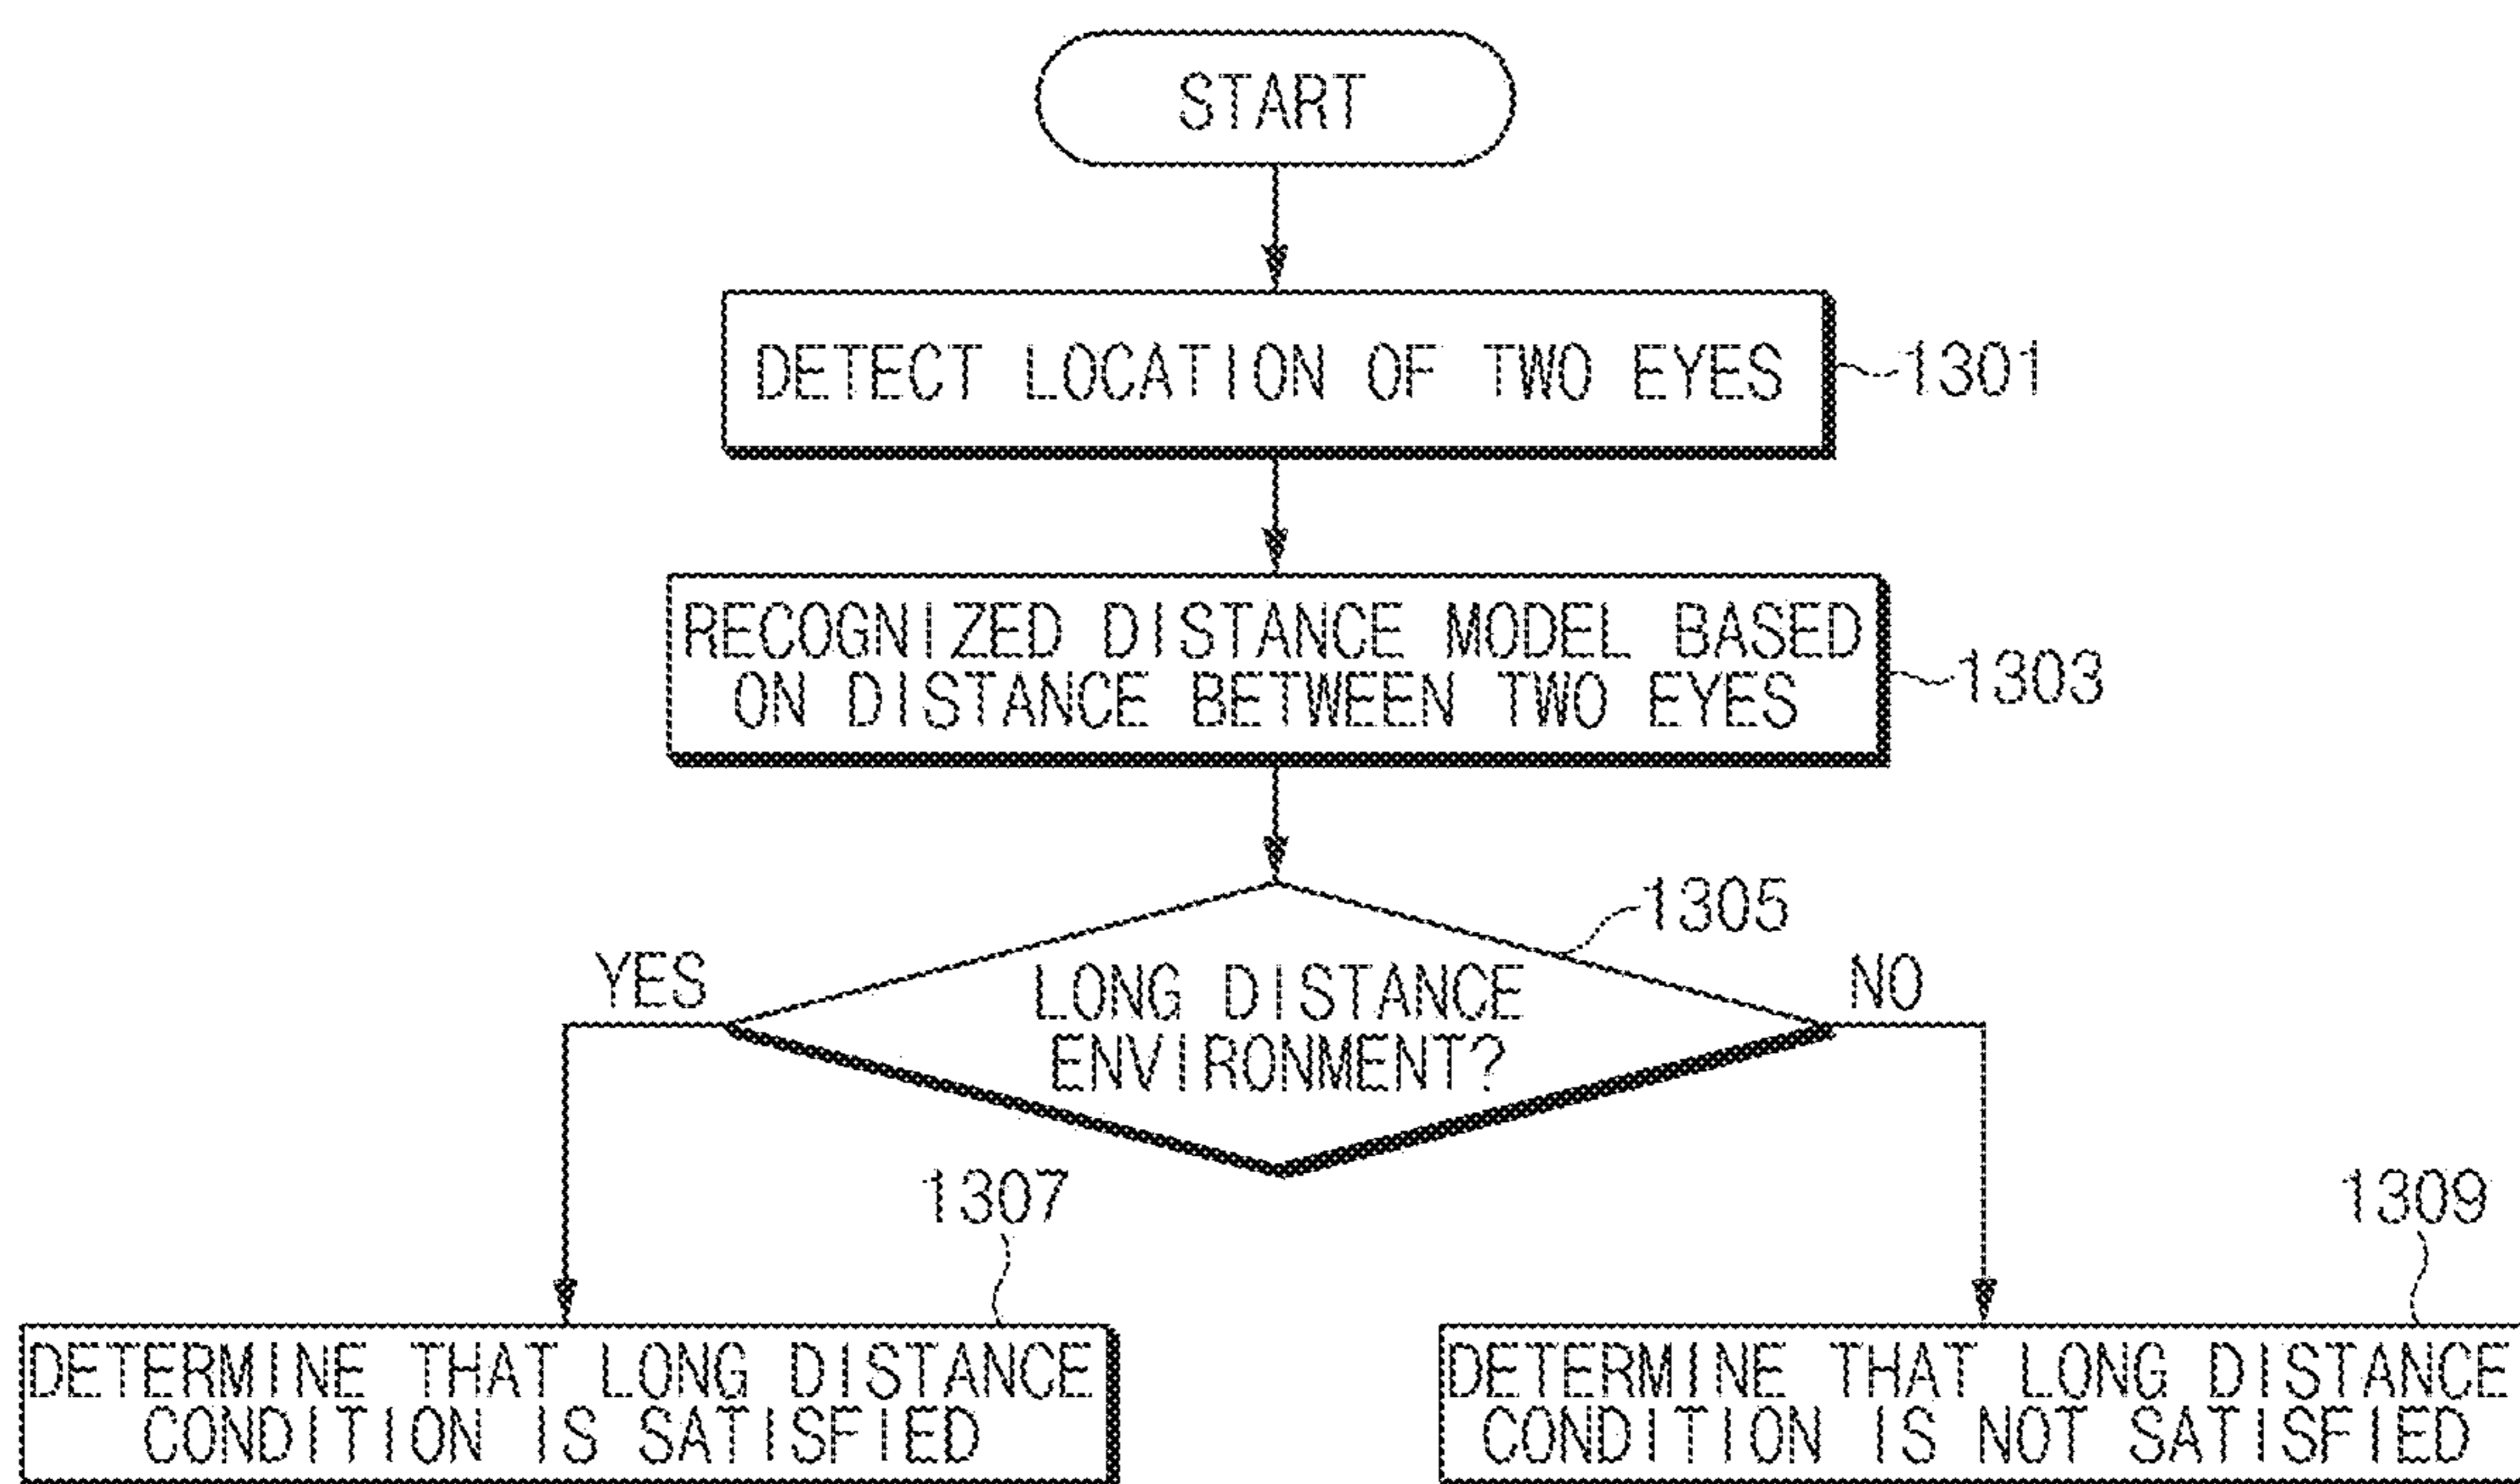 START
DETECT LOCATION OF TWO EYES
1301
RECOGNIZED DISTANCE MODEL BASED
ON DISTANCE BETWEEN TWO EYES
1303
1305
YES
NO
LONG DISTANCE
ENVIRONMENT?
1307
1309
DETERMINE THAT LONG DISTANCE
CONDITION IS SATISFIED
DETERMINE THAT LONG DISTANCE
CONDITION IS NOT SATISFIED